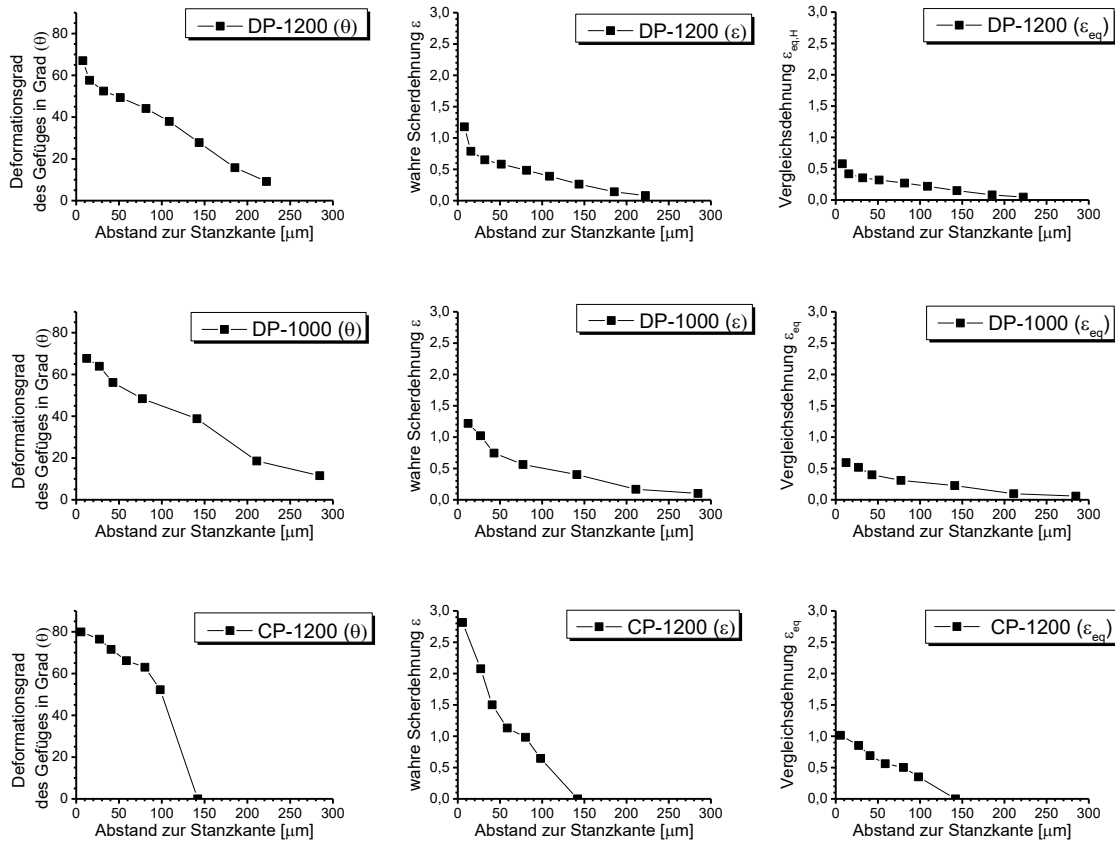 DP-1200 (θ)
Deformationsgrad
des Gefüges in Grad (θ)
80
60
40
20
0
0 50 100 150 200 250 300
Abstand zur Stanzkante [μm]
DP-1200 (ε)
wahre Scherdehnung ε
3,0
2,5
2,0
1,5
1,0
0,5
0,0
0 50 100 150 200 250 300
Abstand zur Stanzkante [μm]
DP-1200 (εeq)
Vergleichsdehnung εeq,H
3,0
2,5
2,0
1,5
1,0
0,5
0,0
0 50 100 150 200 250 300
Abstand zur Stanzkante [μm]
DP-1000 (θ)
Deformationsgrad
des Gefüges in Grad (θ)
80
60
40
20
0
0 50 100 150 200 250 300
Abstand zur Stanzkante [μm]
DP-1000 (ε)
wahre Scherdehnung ε
3,0
2,5
2,0
1,5
1,0
0,5
0,0
0 50 100 150 200 250 300
Abstand zur Stanzkante [μm]
DP-1000 (εeq)
Vergleichsdehnung εeq
3,0
2,5
2,0
1,5
1,0
0,5
0,0
0 50 100 150 200 250 300
Abstand zur Stanzkante [μm]
CP-1200 (θ)
Deformationsgrad
des Gefüges in Grad (θ)
80
60
40
20
0
0 50 100 150 200 250 300
Abstand zur Stanzkante [μm]
CP-1200 (ε)
wahre Scherdehnung ε
3,0
2,5
2,0
1,5
1,0
0,5
0,0
0 50 100 150 200 250 300
Abstand zur Stanzkante [μm]
CP-1200 (εeq)
Vergleichsdehnung εeq
3,0
2,5
2,0
1,5
1,0
0,5
0,0
0 50 100 150 200 250 300
Abstand zur Stanzkante [μm]